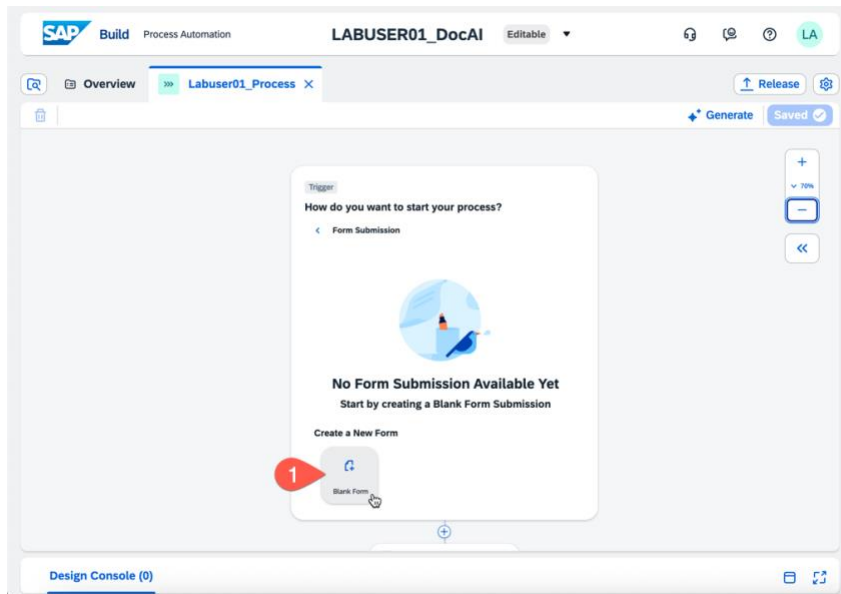 SAP Build Process Automation LABUSER01_DocAI Editable LA
Overview Labuser01_Process Release
Generate Saved
Trigger
How do you want to start your process?
Form Submission
70%
No Form Submission Available Yet
Start by creating a Blank Form Submission
Create a New Form
1
Blank Form
Design Console (0)